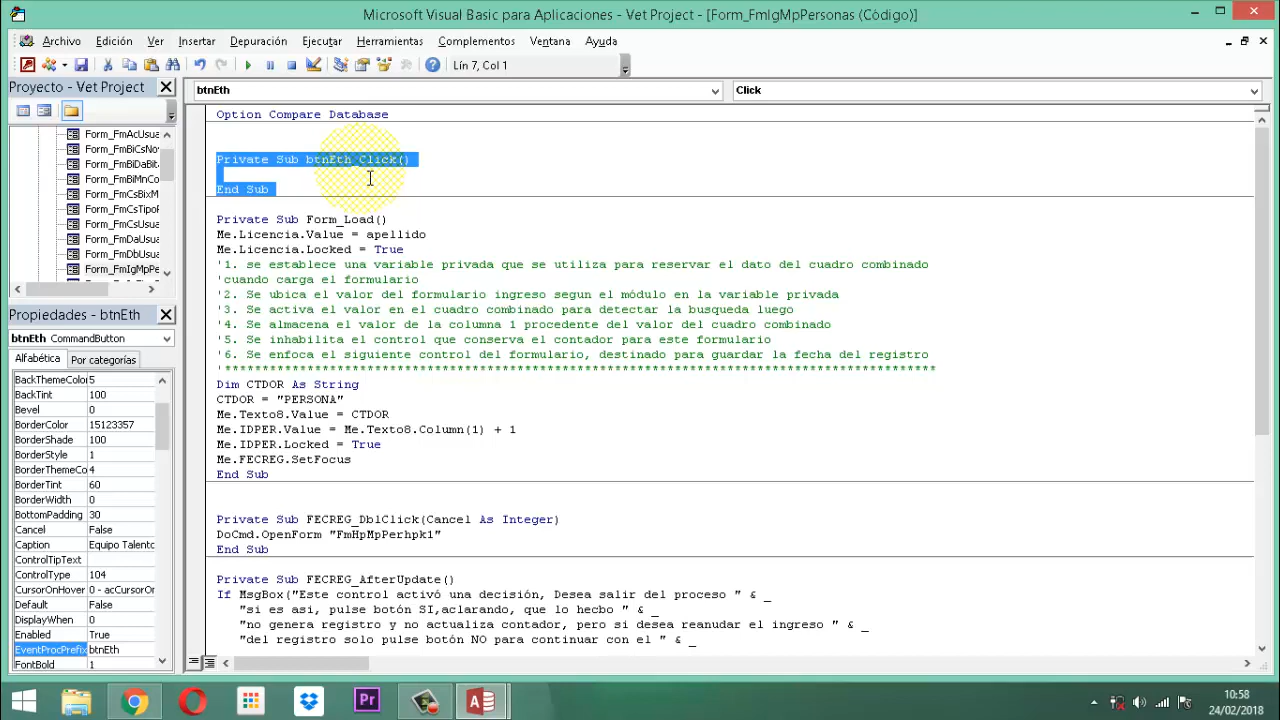 Microsoft Visual Basic para Aplicaciones - Vet Project - [Form_FmIgMpPersonas (Código)]
Archivo Edición Ver Insertar Depuración Ejecutar Herramientas Complementos Ventana Ayuda
Lín 7, Col 1
Proyecto - Vet Project
btnEth
Click
Form_FmAcUsua
Form_FmBiCsNo
Form_FmBiDaBit
Form_FmBiMnCo
Form_FmCsBixM
Form_FmCsTipo
Form_FmCsUsua
Form_FmDaUsua
Form_FmDbUsua
Form_FmIgMpPe
Propiedades - btnEth
btnEth CommandButton
Alfabética Por categorías
BackThemeColor 5
BackTint 100
Bevel 0
BorderColor 15123357
BorderShade 100
BorderStyle 1
BorderThemeCo 4
BorderTint 60
BorderWidth 0
BottomPadding 30
Cancel False
Caption Equipo Talento
ControlTipText
ControlType 104
CursorOnHover 0 - acCursorOn
Default False
DisplayWhen 0
Enabled True
EventProcPrefix btnEth
FontBold 1
Option Compare Database
Private Sub btnEth_Click()
End Sub
Private Sub Form_Load()
Me.Licencia.Value = apellido
Me.Licencia.Locked = True
'1. se establece una variable privada que se utiliza para reservar el dato del cuadro combinado
'cuando carga el formulario
'2. Se ubica el valor del formulario ingreso segun el módulo en la variable privada
'3. Se activa el valor en el cuadro combinado para detectar la busqueda luego
'4. Se almacena el valor de la columna 1 procedente del valor del cuadro combinado
'5. Se inhabilita el control que conserva el contador para este formulario
'6. Se enfoca el siguiente control del formulario, destinado para guardar la fecha del registro
'***********************************************************************************************
Dim CTDOR As String
CTDOR = "PERSONA"
Me.Texto8.Value = CTDOR
Me.IDPER.Value = Me.Texto8.Column(1) + 1
Me.IDPER.Locked = True
Me.FECREG.SetFocus
End Sub
Private Sub FECREG_DblClick(Cancel As Integer)
DoCmd.OpenForm "FmHpMpPerhpk1"
End Sub
Private Sub FECREG_AfterUpdate()
If MsgBox("Este control activó una decisión, Desea salir del proceso " & _
"si es asi, pulse botón SI,aclarando, que lo hecho " & _
"no genera registro y no actualiza contador, pero si desea reanudar el ingreso " & _
"del registro solo pulse botón NO para continuar con el " & _
Pr
10:58
24/02/2018